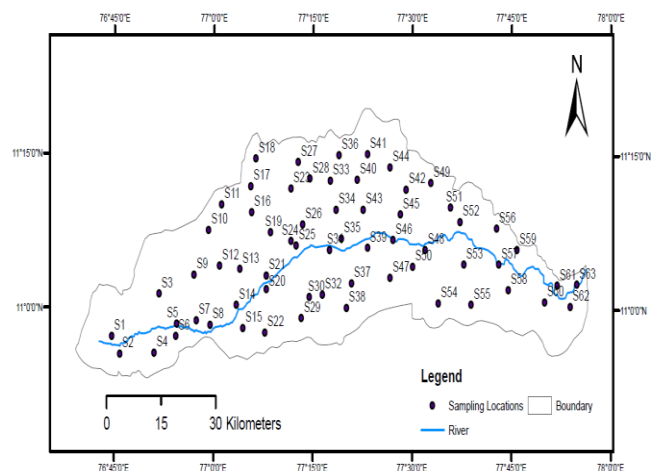 76°45'0"E 77°0'0"E 77°15'0"E 77°30'0"E 77°45'0"E 78°0'0"E
N
S36 S41
S18 S27 S44
11°15'0"N 11°15'0"N
S17 S23 S28 S33 S40 S42 S49
S11 S16 S34 S43 S45 S51
S10 S19 S26 S52 S56
S24 S25 S35 S39 S46 S48 S59
S9 S12 S13 S21 S47 S50 S53 S57
S3 S20 S30 S32 S37 S58 S61 S63
11°0'0"N S14 S38 S54 S55 S60 S62 11°0'0"N
S1 S5 S6 S7 S8 S15 S22 S29
S2 S4
Legend
Sampling Locations Boundary
River
0 15 30 Kilometers
76°45'0"E 77°0'0"E 77°15'0"E 77°30'0"E 77°45'0"E 78°0'0"E